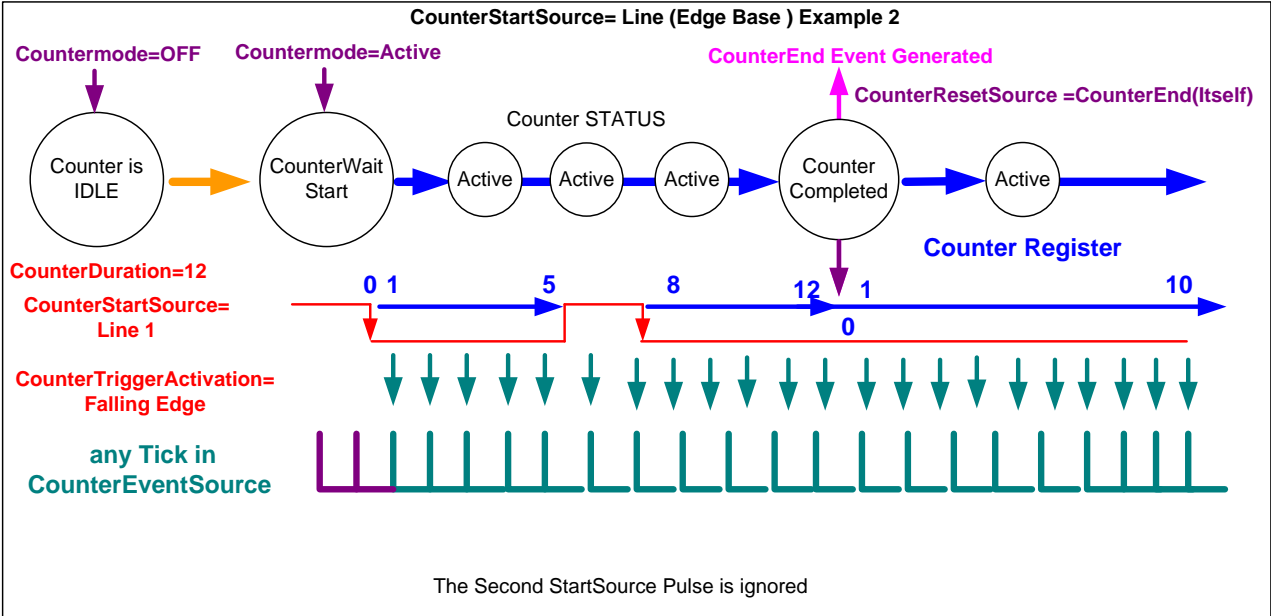 CounterStartSource= Line (Edge Base ) Example 2
Countermode=OFF
Countermode=Active
CounterEnd Event Generated
CounterResetSource =CounterEnd(Itself)
Counter STATUS
Counter is
IDLE
CounterWait
Start
Active
Active
Active
Counter
Completed
Active
Counter Register
CounterDuration=12
0 1 5 8 12 1 10
CounterStartSource=
Line 1
0
CounterTriggerActivation=
Falling Edge
any Tick in
CounterEventSource
The Second StartSource Pulse is ignored